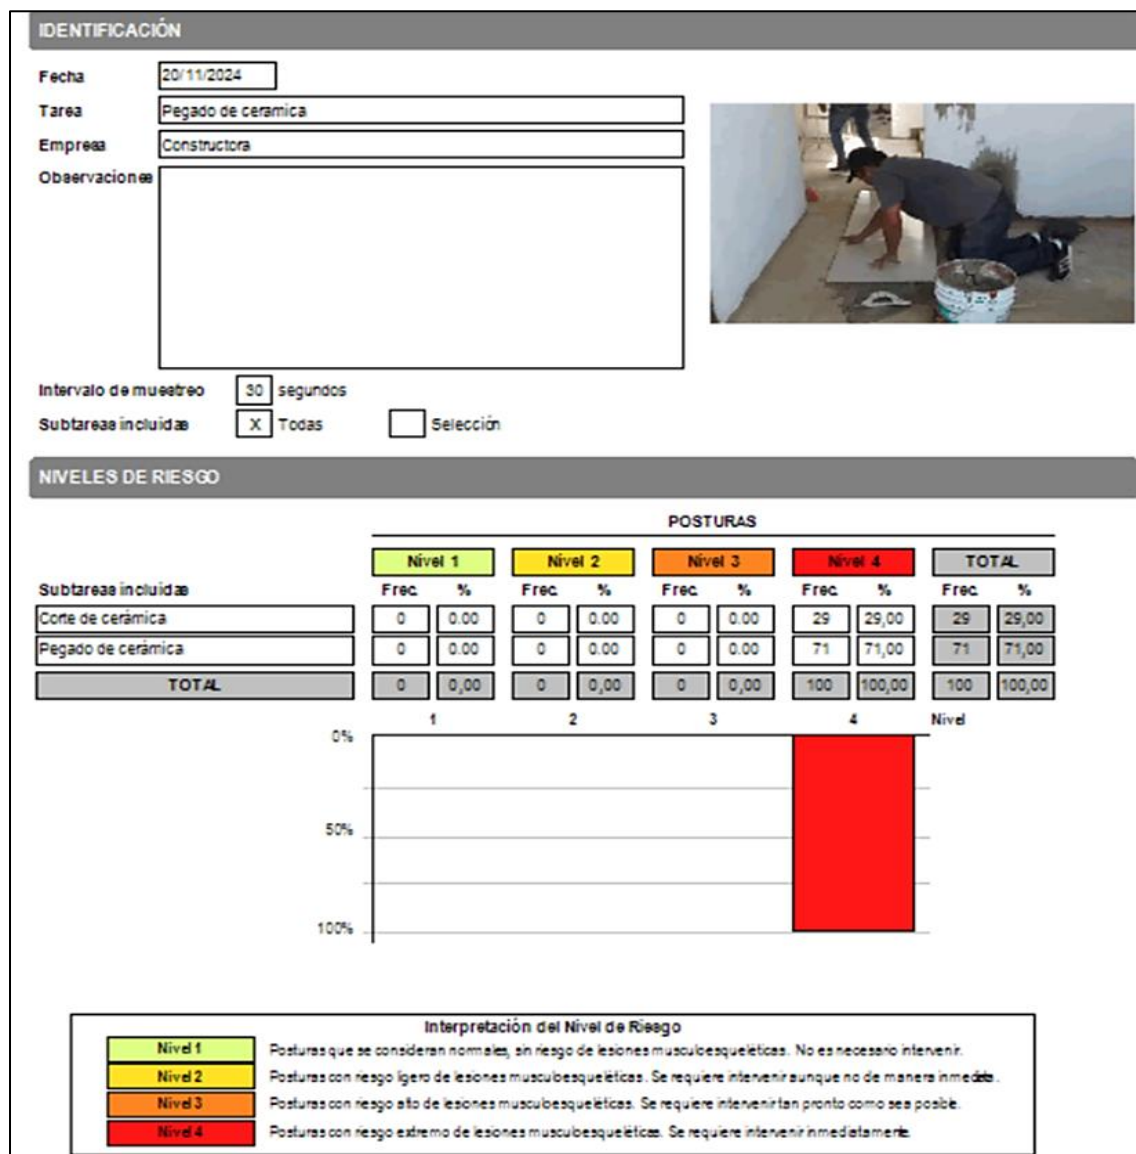 IDENTIFICACIÓN
Fecha 20/11/2024
Tarea Pegado de ceramica
Empresa Constructora
Observaciones
Intervalo de muestreo 30 segundos
Subtareas incluidas X Todas Selección
NIVELES DE RIESGO
POSTURAS
Nivel 1 Nivel 2 Nivel 3 Nivel 4 TOTAL
Subtareas incluidas Frec. % Frec. % Frec. % Frec. % Frec. %
Corte de cerámica 0 0.00 0 0.00 0 0.00 29 29,00 29 29,00
Pegado de cerámica 0 0.00 0 0.00 0 0.00 71 71,00 71 71,00
TOTAL 0 0,00 0 0,00 0 0,00 100 100,00 100 100,00
1 2 3 4 Nivel
0%
50%
100%
Interpretación del Nivel de Riesgo
Nivel 1 Posturas que se consideran normales, sin riesgo de lesiones musculoesqueléticas. No es necesario intervenir.
Nivel 2 Posturas con riesgo ligero de lesiones musculoesqueléticas. Se requiere intervenir aunque no de manera inmediata.
Nivel 3 Posturas con riesgo alto de lesiones musculoesqueléticas. Se requiere intervenir tan pronto como sea posible.
Nivel 4 Posturas con riesgo extremo de lesiones musculoesqueléticas. Se requiere intervenir inmediatamente.